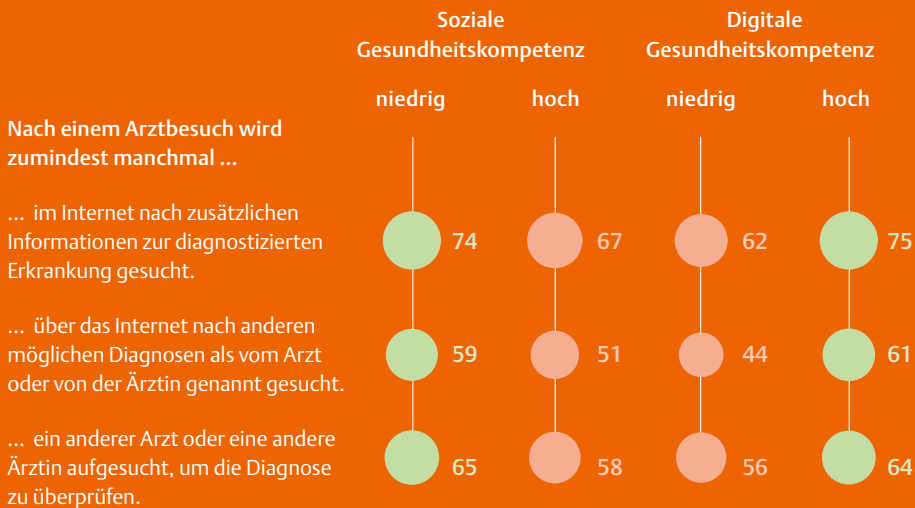 Soziale
Gesundheitskompetenz
Digitale
Gesundheitskompetenz
niedrig hoch niedrig hoch
Nach einem Arztbesuch wird
zumindest manchmal ...
... im Internet nach zusätzlichen
Informationen zur diagnostizierten
Erkrankung gesucht.
74 67 62 75
... über das Internet nach anderen
möglichen Diagnosen als vom Arzt
oder von der Ärztin genannt gesucht.
59 51 44 61
... ein anderer Arzt oder eine andere
Ärztin aufgesucht, um die Diagnose
zu überprüfen.
65 58 56 64